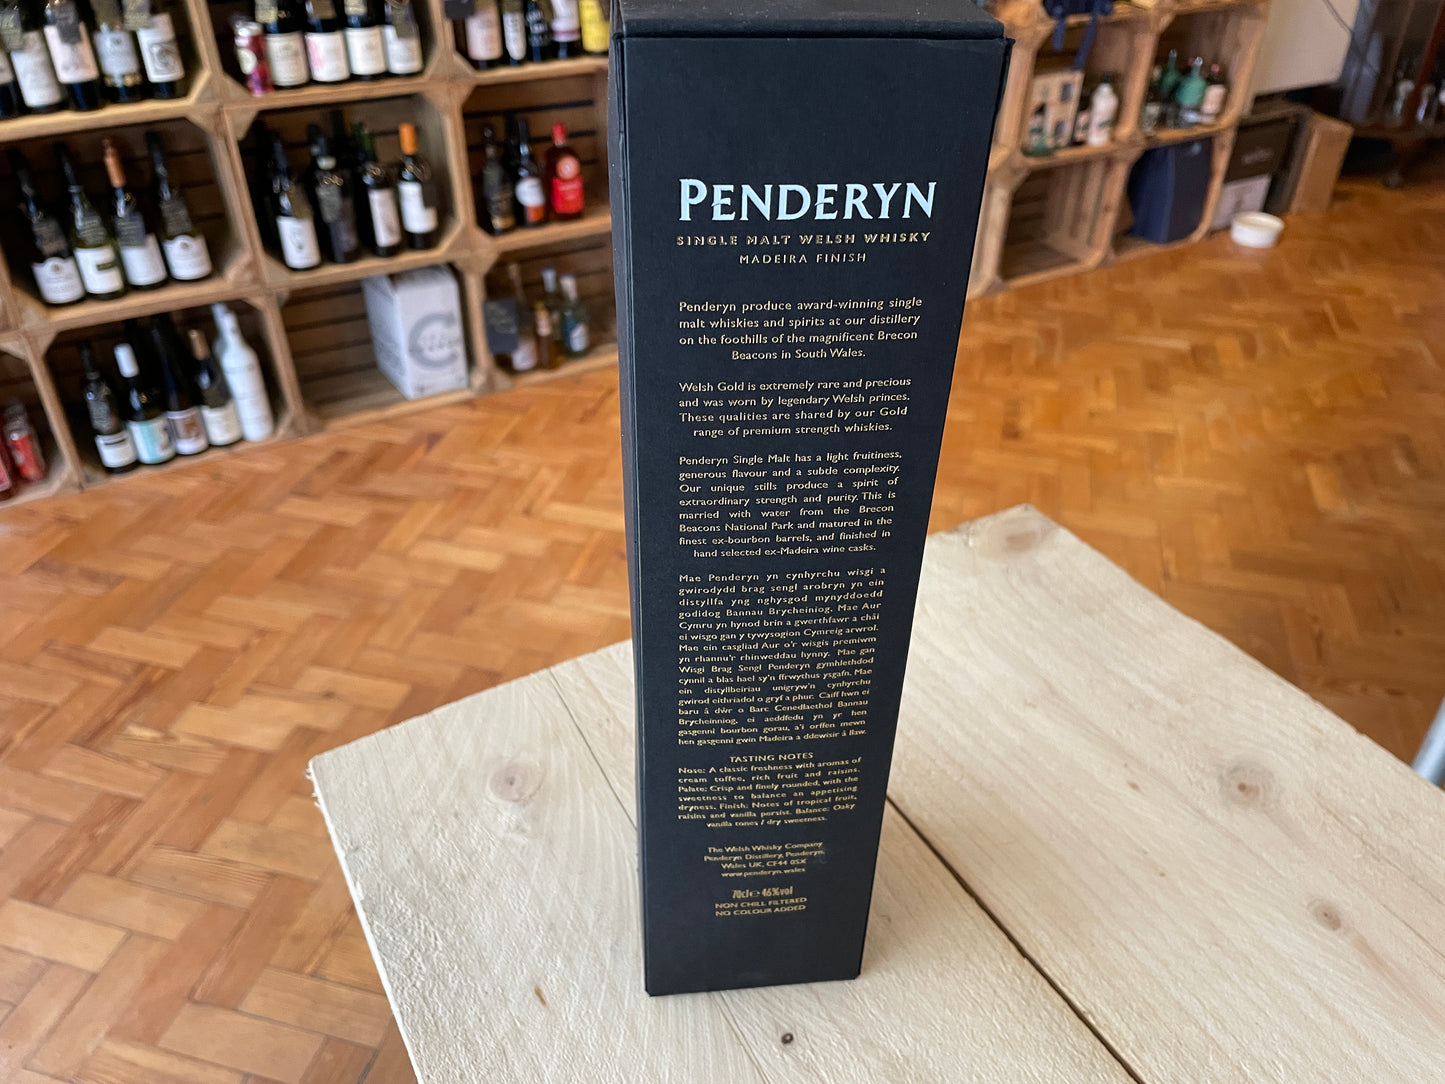 PENDERYN
SINGLE MALT WELSH WHISKY
MADEIRA FINISH
Penderyn produce award-winning single
malt whiskies and spirits at our distillery
on the foothills of the magnificent Brecon
Beacons in South Wales.
Welsh Gold is extremely rare and precious
and was worn by legendary Welsh princes.
These qualities are shared by our Gold
range of premium strength whiskies.
Penderyn Single Malt has a light fruitiness,
generous flavour and a subtle complexity.
Our unique stills produce a spirit of
extraordinary strength and purity. This is
married with water from the Brecon
Beacons National Park and matured in the
finest ex-bourbon barrels, and finished in
hand selected ex-Madeira wine casks.
Mae Penderyn yn cynhyrchu wisgi a
gwirodydd brag sengl arobryn yn ein
distyllfa yng nghysgod mynyddoedd
godidog Bannau Brycheiniog. Mae Aur
Cymru yn hynod brin a gwerthfawr a châi
ei wisgo gan y tywysogion Cymreig arwrol.
Mae ein casgliad Aur o'r wisgis premiwm
yn rhannu'r rhinweddau hynny. Mae gan
Wisgi Brag Sengl Penderyn gymhlethdod
cynnil a blas hael sy'n ffrwythus ysgafn. Mae
ein distyllbeiriau unigryw'n cynhyrchu
gwirod eithriadol o gryf a phur. Caiff hwn ei
baru â dŵr o Barc Cenedlaethol Bannau
Brycheinniog, ei aeddfedu yn yr hen
gasgenni bourbon gorau, a'i orffen mewn
hen gasgenni gwin Madeira a ddewisir â llaw.
TASTING NOTES
Nose: A classic freshness with aromas of
cream toffee, rich fruit and raisins.
Palate: Crisp and finely rounded, with the
sweetness to balance an appetising
dryness. Finish: Notes of tropical fruit,
raisins and vanilla persist. Balance: Oaky
vanilla tones / dry sweetness.
The Welsh Whisky Company
Penderyn Distillery, Penderyn,
Wales UK, CF44 0SX
www.penderyn.wales
70cl e 46%vol
NON CHILL FILTERED
NO COLOUR ADDED